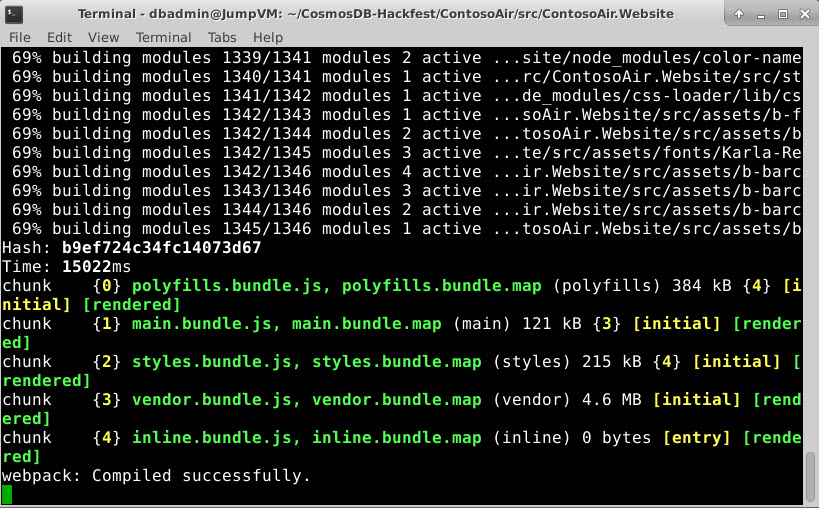 Terminal - dbadmin@JumpVM: ~/CosmosDB-Hackfest/ContosoAir/src/ContosoAir.Website
File Edit View Terminal Tabs Help
69% building modules 1339/1341 modules 2 active ...site/node_modules/color-name
69% building modules 1340/1341 modules 1 active ...rc/ContosoAir.Website/src/st
69% building modules 1341/1342 modules 1 active ...de_modules/css-loader/lib/cs
69% building modules 1342/1343 modules 1 active ...soAir.Website/src/assets/b-f
69% building modules 1342/1344 modules 2 active ...tosoAir.Website/src/assets/b
69% building modules 1342/1345 modules 3 active ...te/src/assets/fonts/Karla-Re
69% building modules 1342/1346 modules 4 active ...ir.Website/src/assets/b-barc
69% building modules 1343/1346 modules 3 active ...ir.Website/src/assets/b-barc
69% building modules 1344/1346 modules 2 active ...ir.Website/src/assets/b-barc
69% building modules 1345/1346 modules 1 active ...tosoAir.Website/src/assets/b
Hash: b9ef724c34fc14073d67
Time: 15022ms
chunk    {0} polyfills.bundle.js, polyfills.bundle.map (polyfills) 384 kB {4} [i
nitial] [rendered]
chunk    {1} main.bundle.js, main.bundle.map (main) 121 kB {3} [initial] [render
ed]
chunk    {2} styles.bundle.js, styles.bundle.map (styles) 215 kB {4} [initial] [
rendered]
chunk    {3} vendor.bundle.js, vendor.bundle.map (vendor) 4.6 MB [initial] [rend
ered]
chunk    {4} inline.bundle.js, inline.bundle.map (inline) 0 bytes [entry] [rende
red]
webpack: Compiled successfully.